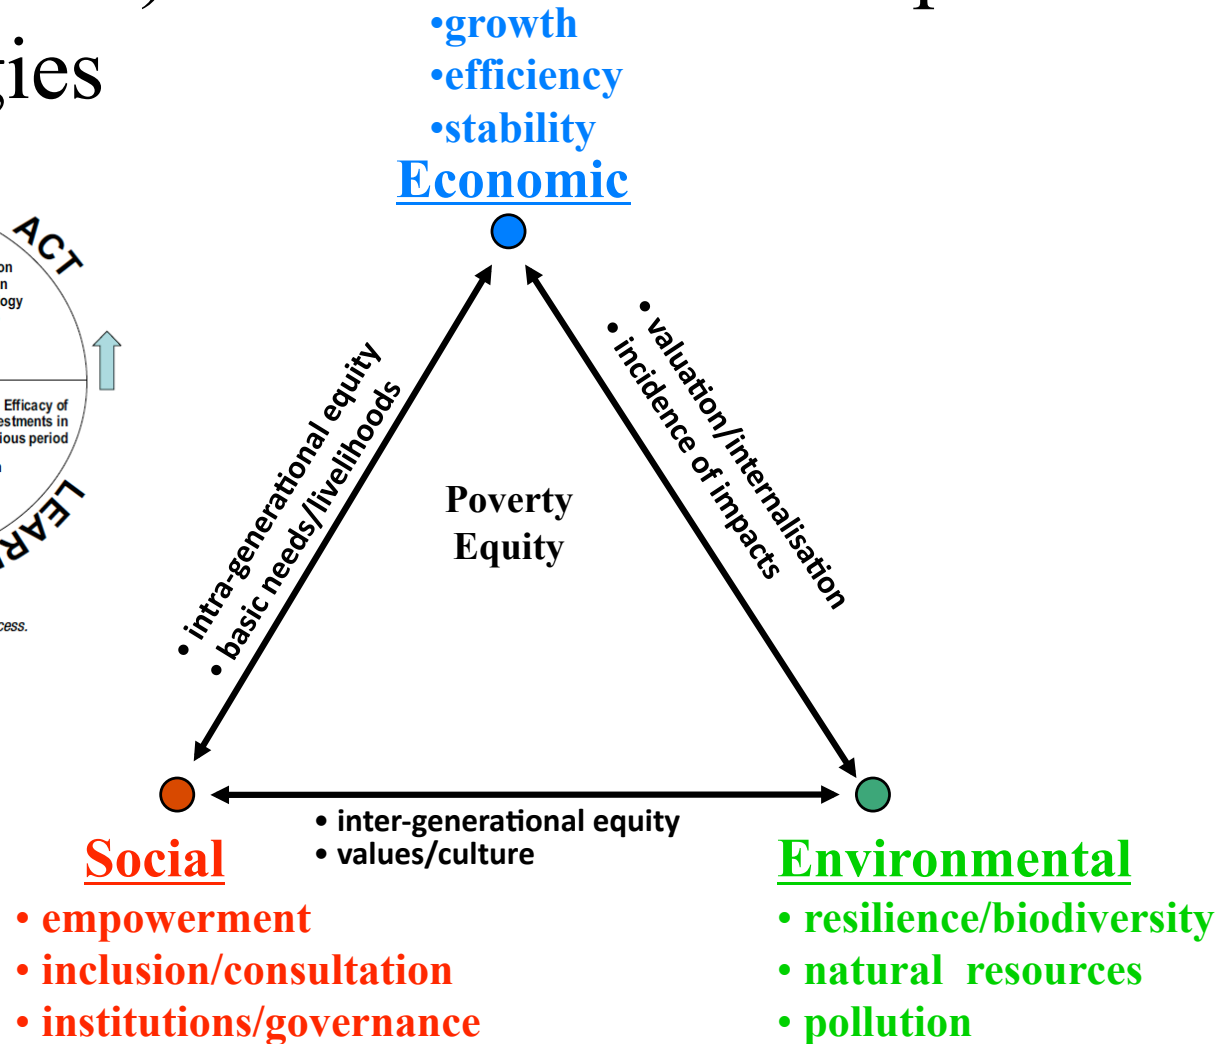 gies
•growth
•efficiency
•stability
Economic
ACT
on
n
ogy
Efficacy of
estments in
ious period
LEAR
cess.
• intra-generational equity
• basic needs/livelihoods
• valuation/internalisation
• incidence of impacts
Poverty
Equity
• inter-generational equity
• values/culture
Social
• empowerment
• inclusion/consultation
• institutions/governance
Environmental
• resilience/biodiversity
• natural  resources
• pollution